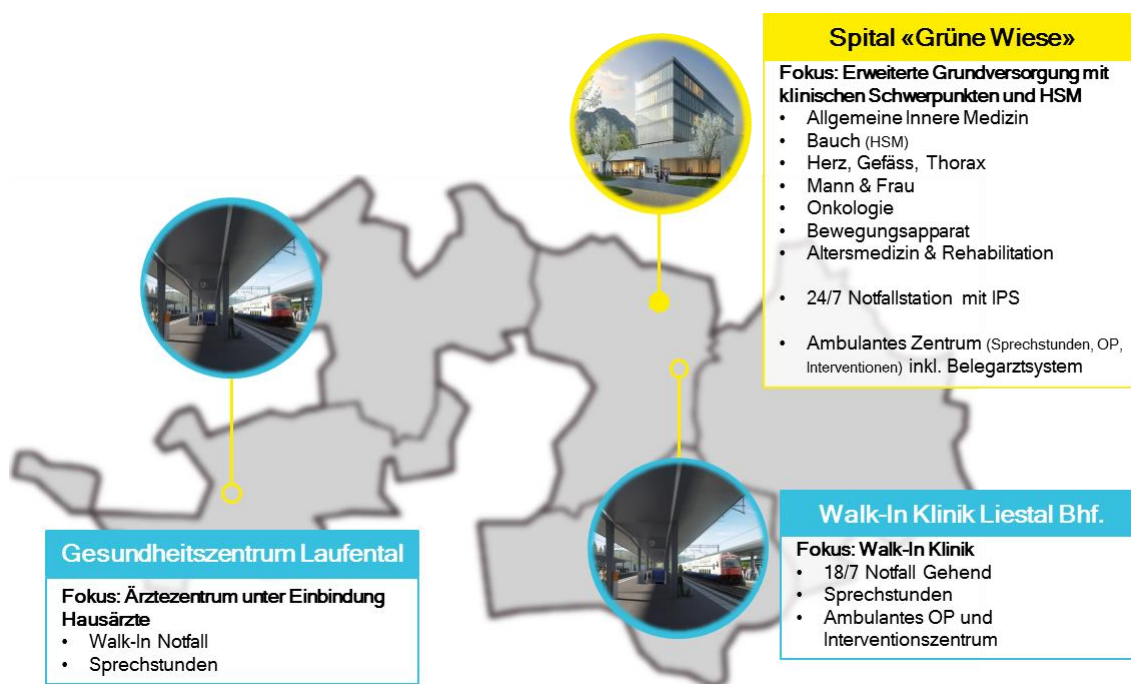 Spital «Grüne Wiese»
Fokus: Erweiterte Grundversorgung mit
klinischen Schwerpunkten und HSM
• Allgemeine Innere Medizin
• Bauch (HSM)
• Herz, Gefäss, Thorax
• Mann & Frau
• Onkologie
• Bewegungsapparat
• Altersmedizin & Rehabilitation
• 24/7 Notfallstation mit IPS
• Ambulantes Zentrum (Sprechstunden, OP,
Interventionen) inkl. Belegarztsystem
Gesundheitszentrum Laufental
Fokus: Ärztezentrum unter Einbindung
Hausärzte
• Walk-In Notfall
• Sprechstunden
Walk-In Klinik Liestal Bhf.
Fokus: Walk-In Klinik
• 18/7 Notfall Gehend
• Sprechstunden
• Ambulantes OP und
Interventionszentrum